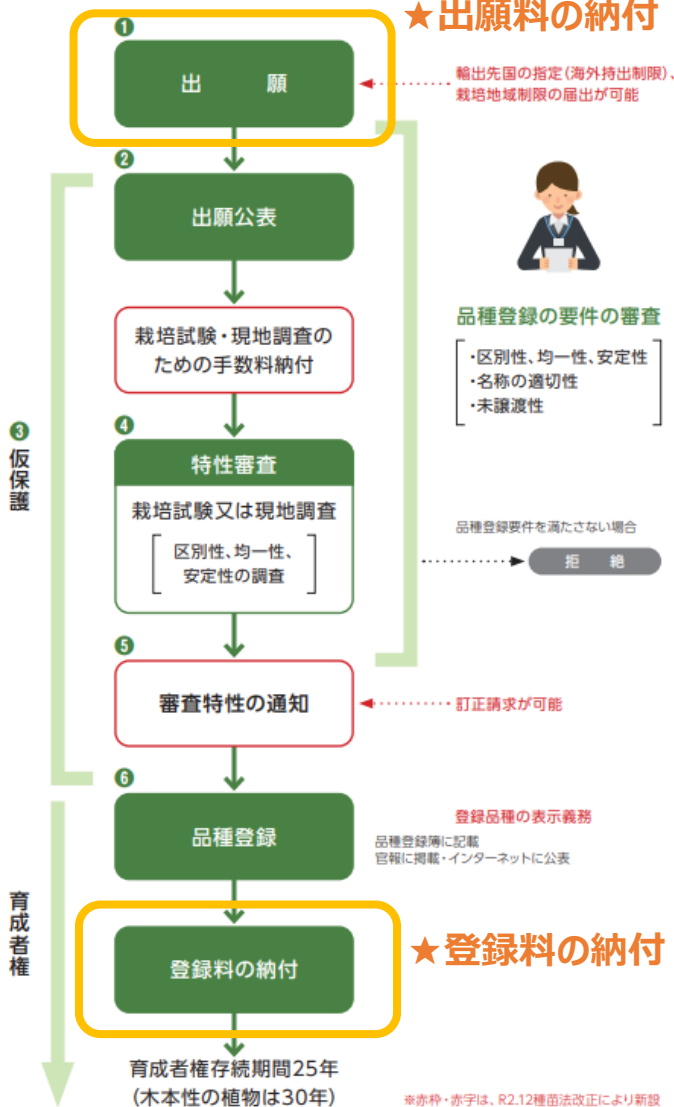 ★出願料の納付
❶
出　願
輸出先国の指定(海外持出制限)、
栽培地域制限の届出が可能
❷
出願公表
栽培試験・現地調査の
ための手数料納付
品種登録の要件の審査
・区別性、均一性、安定性
・名称の適切性
・未譲渡性
❸
仮保護
❹
特性審査
栽培試験又は現地調査
区別性、均一性、
安定性の調査
品種登録要件を満たさない場合
拒　絶
❺
審査特性の通知
訂正請求が可能
❻
品種登録
登録品種の表示義務
品種登録簿に記載
官報に掲載・インターネットに公表
育成者権
登録料の納付
★登録料の納付
育成者権存続期間25年
(木本性の植物は30年)
※赤枠・赤字は、R2.12種苗法改正により新設